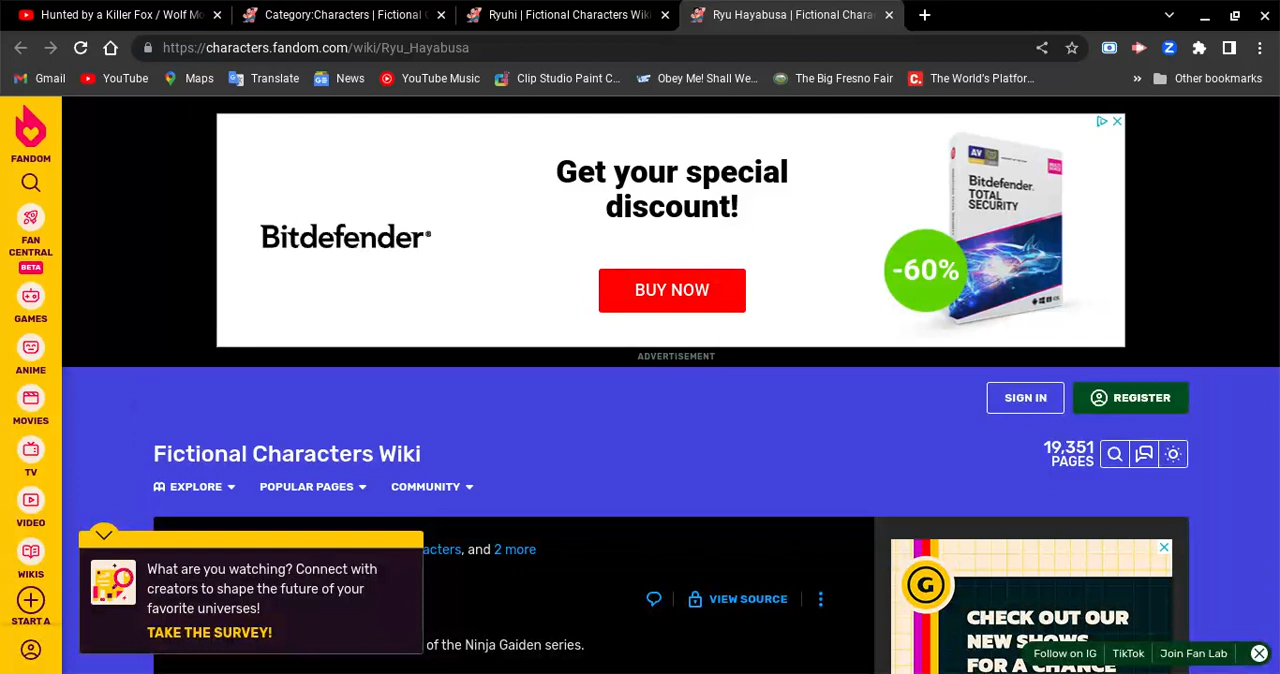 Hunted by a Killer Fox / Wolf Mo
Category:Characters | Fictional C
Ryuhi | Fictional Characters Wiki
Ryu Hayabusa | Fictional Charac
https://characters.fandom.com/wiki/Ryu_Hayabusa
Gmail
YouTube
Maps
Translate
News
YouTube Music
Clip Studio Paint C...
Obey Me! Shall We...
The Big Fresno Fair
The World's Platfor...
»
Other bookmarks
FANDOM
FAN
CENTRAL
BETA
GAMES
ANIME
MOVIES
TV
VIDEO
WIKIS
START A
Bitdefender®
Get your special
discount!
BUY NOW
-60%
AV
Bitdefender
TOTAL
SECURITY
ADVERTISEMENT
SIGN IN
REGISTER
Fictional Characters Wiki
19,351
PAGES
EXPLORE
POPULAR PAGES
COMMUNITY
acters, and 2 more
VIEW SOURCE
of the Ninja Gaiden series.
What are you watching? Connect with
creators to shape the future of your
favorite universes!
TAKE THE SURVEY!
G
CHECK OUT OUR
NEW SHOWS
FOR A CHANCE
Follow on IG
TikTok
Join Fan Lab